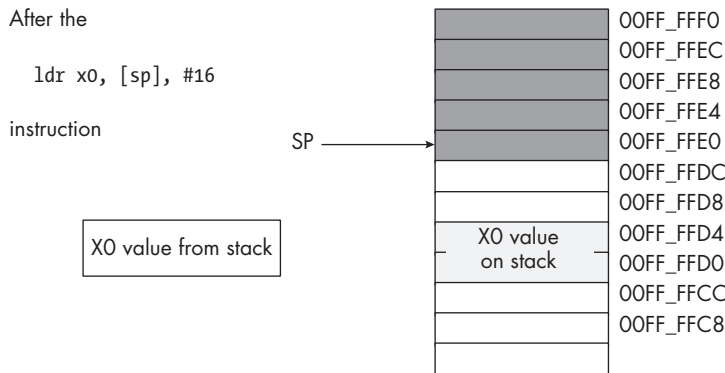 After the
ldr x0, [sp], #16
instruction
SP
X0 value from stack
X0 value
on stack
00FF_FFF0
00FF_FFEC
00FF_FFE8
00FF_FFE4
00FF_FFE0
00FF_FFDC
00FF_FFD8
00FF_FFD4
00FF_FFD0
00FF_FFCC
00FF_FFC8